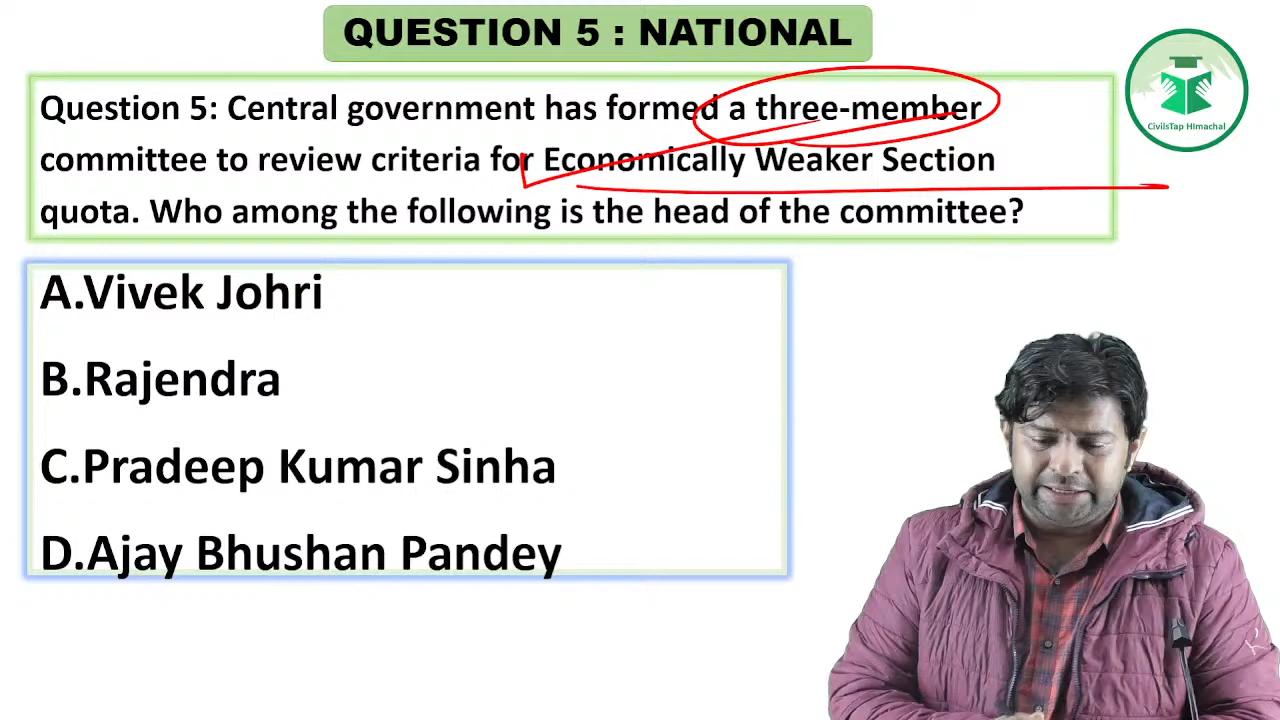 QUESTION 5 : NATIONAL
Question 5: Central government has formed a three-member
committee to review criteria for Economically Weaker Section
quota. Who among the following is the head of the committee?
CivilsTap HImachal
A.Vivek Johri
B.Rajendra
C.Pradeep Kumar Sinha
D.Ajay Bhushan Pandey